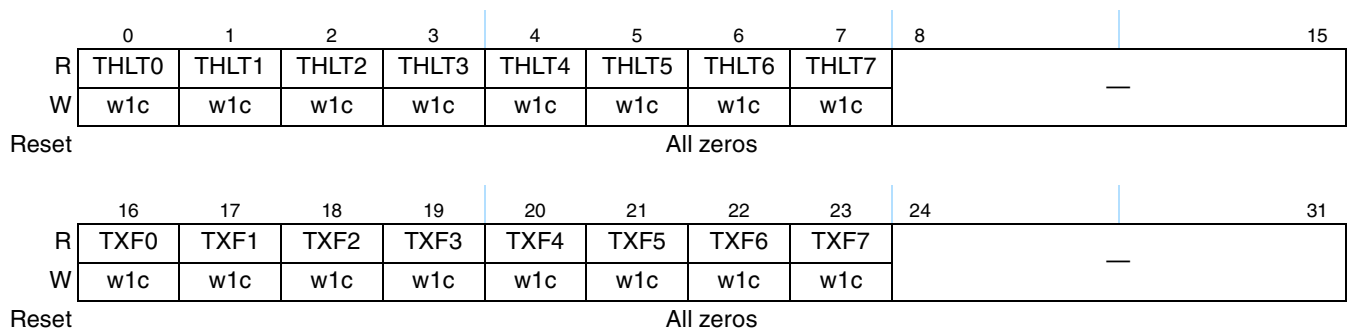 0 1 2 3 4 5 6 7 8 15
R THLT0 THLT1 THLT2 THLT3 THLT4 THLT5 THLT6 THLT7 —
W w1c w1c w1c w1c w1c w1c w1c w1c
Reset All zeros
16 17 18 19 20 21 22 23 24 31
R TXF0 TXF1 TXF2 TXF3 TXF4 TXF5 TXF6 TXF7 —
W w1c w1c w1c w1c w1c w1c w1c w1c
Reset All zeros